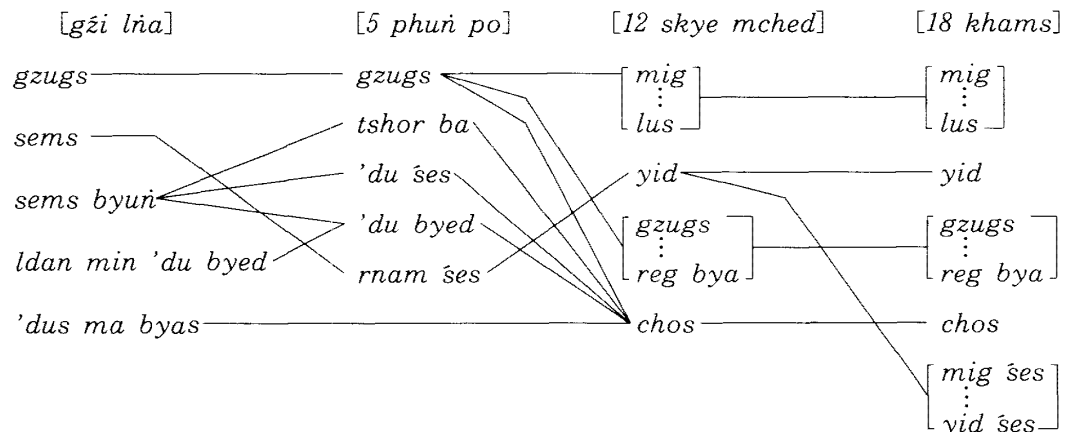 [gźi lṅa] [5 phuṅ po] [12 skye mched] [18 khams]
gzugs gzugs mig mig
⋮ ⋮
sems tshor ba lus lus
sems byuṅ 'du śes yid yid
ldan min 'du byed 'du byed gzugs gzugs
⋮ ⋮
rnam śes reg bya reg bya
'dus ma byas chos chos
mig śes
⋮
yid śes